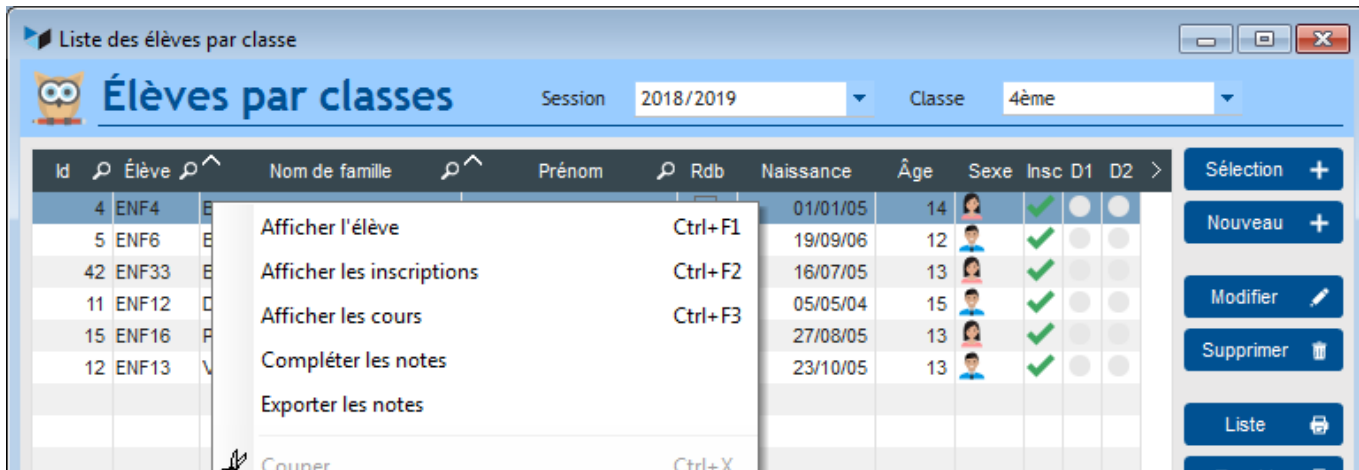 Liste des élèves par classe
Élèves par classes Session 2018/2019 Classe 4ème
Id Élève Nom de famille Prénom Rdb Naissance Âge Sexe Insc D1 D2
4 ENF4 01/01/05 14
5 ENF6 19/09/06 12
42 ENF33 16/07/05 13
11 ENF12 05/05/04 15
15 ENF16 27/08/05 13
12 ENF13 23/10/05 13
Afficher l'élève Ctrl+F1
Afficher les inscriptions Ctrl+F2
Afficher les cours Ctrl+F3
Compléter les notes
Exporter les notes
Couper Ctrl+X
Sélection
Nouveau
Modifier
Supprimer
Liste